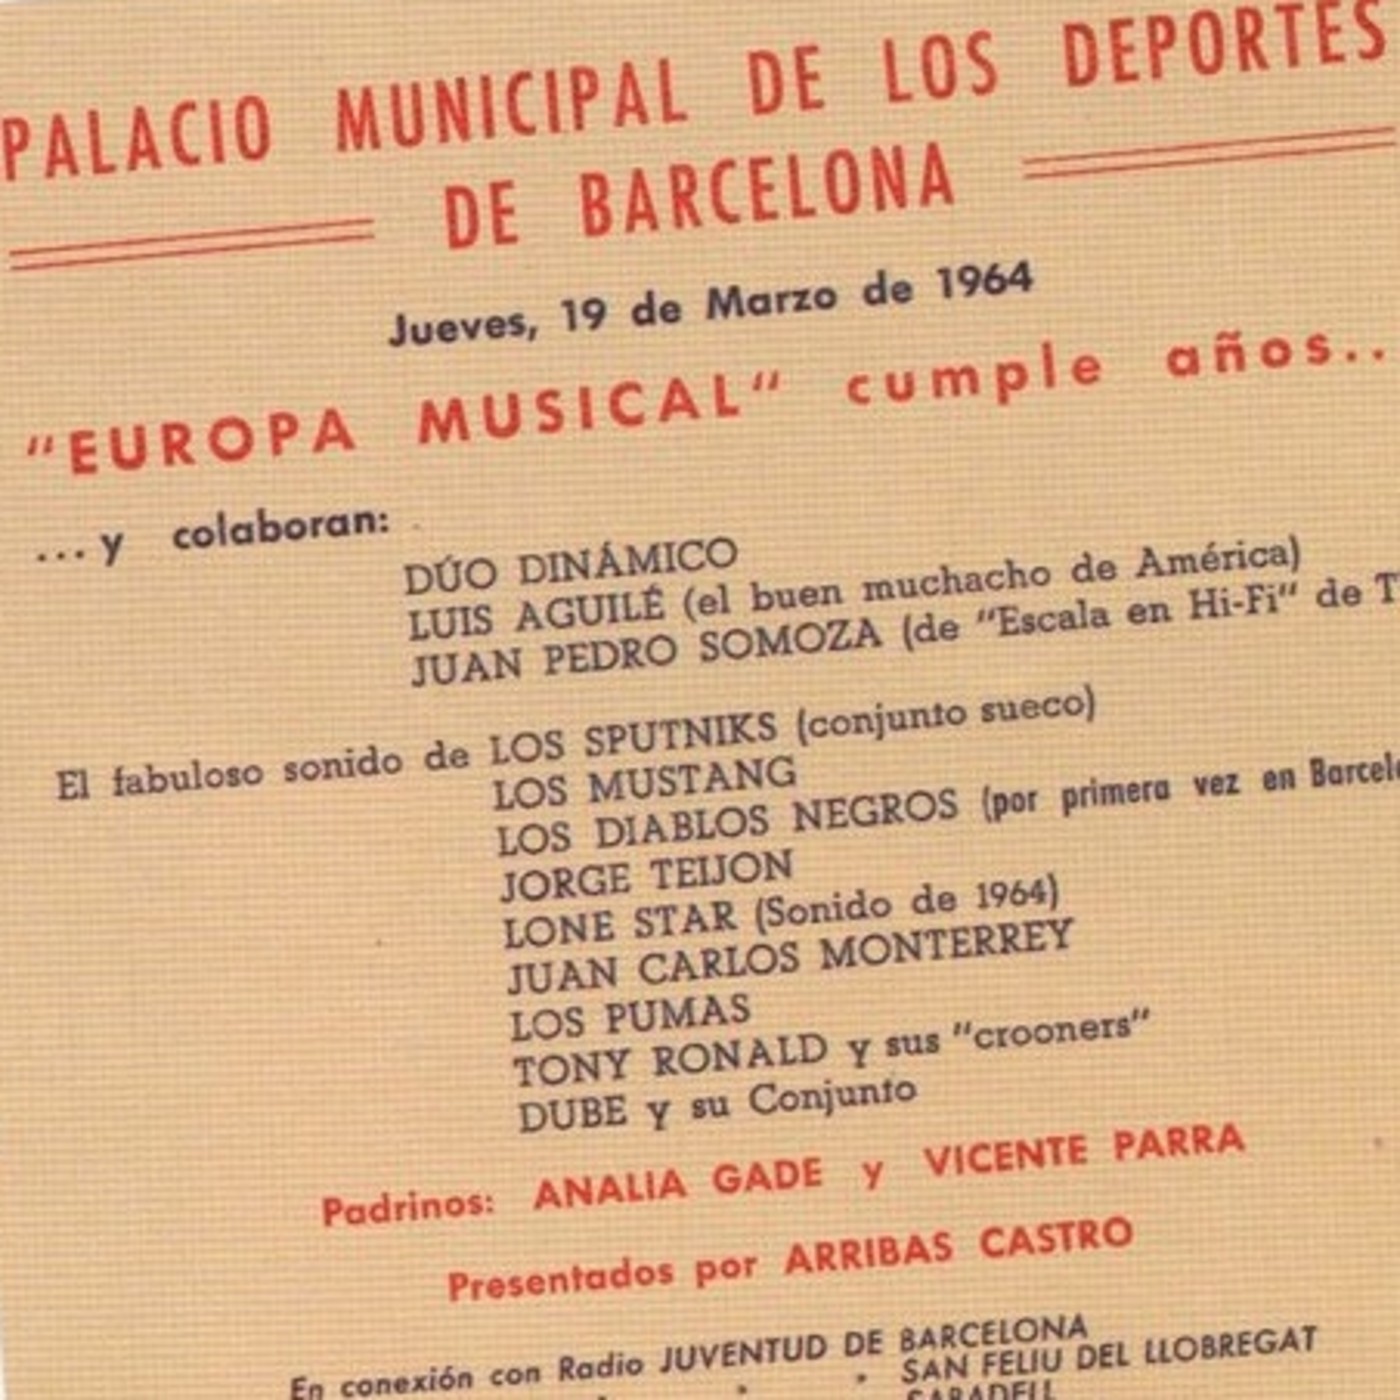 PALACIO MUNICIPAL DE LOS DEPORTES
DE BARCELONA
Jueves, 19 de Marzo de 1964
"EUROPA MUSICAL" cumple años..
...y colaboran:
DÚO DINÁMICO
LUIS AGUILÉ (el buen muchacho de América)
JUAN PEDRO SOMOZA (de "Escala en Hi-Fi" de T
El fabuloso sonido de LOS SPUTNIKS (conjunto sueco)
LOS MUSTANG
LOS DIABLOS NEGROS (por primera vez en Barcel
JORGE TEIJON
LONE STAR (Sonido de 1964)
JUAN CARLOS MONTERREY
LOS PUMAS
TONY RONALD y sus "crooners"
DUBE y su Conjunto
Padrinos: ANALIA GADE y VICENTE PARRA
Presentados por ARRIBAS CASTRO
En conexión con Radio JUVENTUD DE BARCELONA
SAN FELIU DEL LLOBREGAT
SABADELL